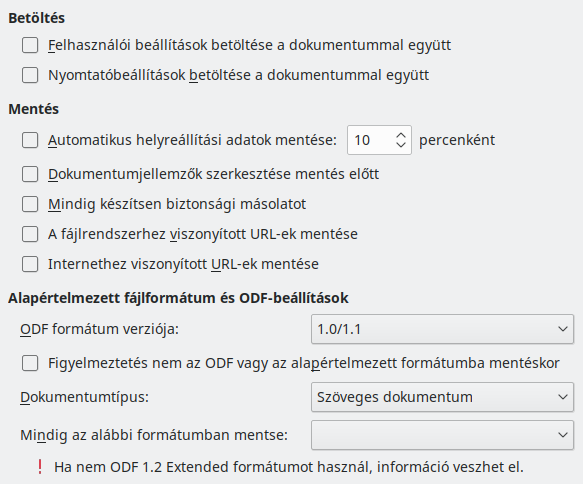 Betöltés
Felhasználói beállítások betöltése a dokumentummal együtt
Nyomtatóbeállítások betöltése a dokumentummal együtt
Mentés
Automatikus helyreállítási adatok mentése: 10 percenként
Dokumentumjellemzők szerkesztése mentés előtt
Mindig készítsen biztonsági másolatot
A fájlrendszerhez viszonyított URL-ek mentése
Internethez viszonyított URL-ek mentése
Alapértelmezett fájlformátum és ODF-beállítások
ODF formátum verziója: 1.0/1.1
Figyelmeztetés nem az ODF vagy az alapértelmezett formátumba mentéskor
Dokumentumtípus: Szöveges dokumentum
Mindig az alábbi formátumban mentse:
! Ha nem ODF 1.2 Extended formátumot használ, információ veszhet el.